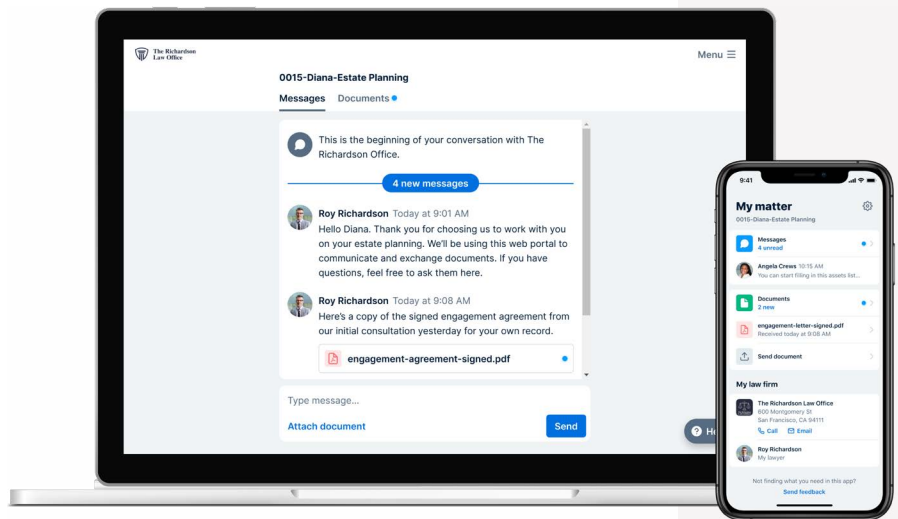 The Richardson
Law Office
Menu
0015-Diana-Estate Planning
Messages Documents
This is the beginning of your conversation with The
Richardson Office.
4 new messages
Roy Richardson Today at 9:01 AM
Hello Diana. Thank you for choosing us to work with you
on your estate planning. We'll be using this web portal to
communicate and exchange documents. If you have
questions, feel free to ask them here.
Roy Richardson Today at 9:08 AM
Here's a copy of the signed engagement agreement from
our initial consultation yesterday for your own record.
engagement-agreement-signed.pdf
Type message...
Attach document
Send
9:41
My matter
0015-Diana-Estate Planning
Messages
4 unread
Angela Crews 10:15 AM
You can start filling in this assets list...
Documents
2 new
engagement-letter-signed.pdf
Received today at 9:08 AM
Send document
My law firm
The Richardson Law Office
600 Montgomery St
San Francisco, CA 94111
Call Email
Roy Richardson
My lawyer
Not finding what you need in this app?
Send feedback